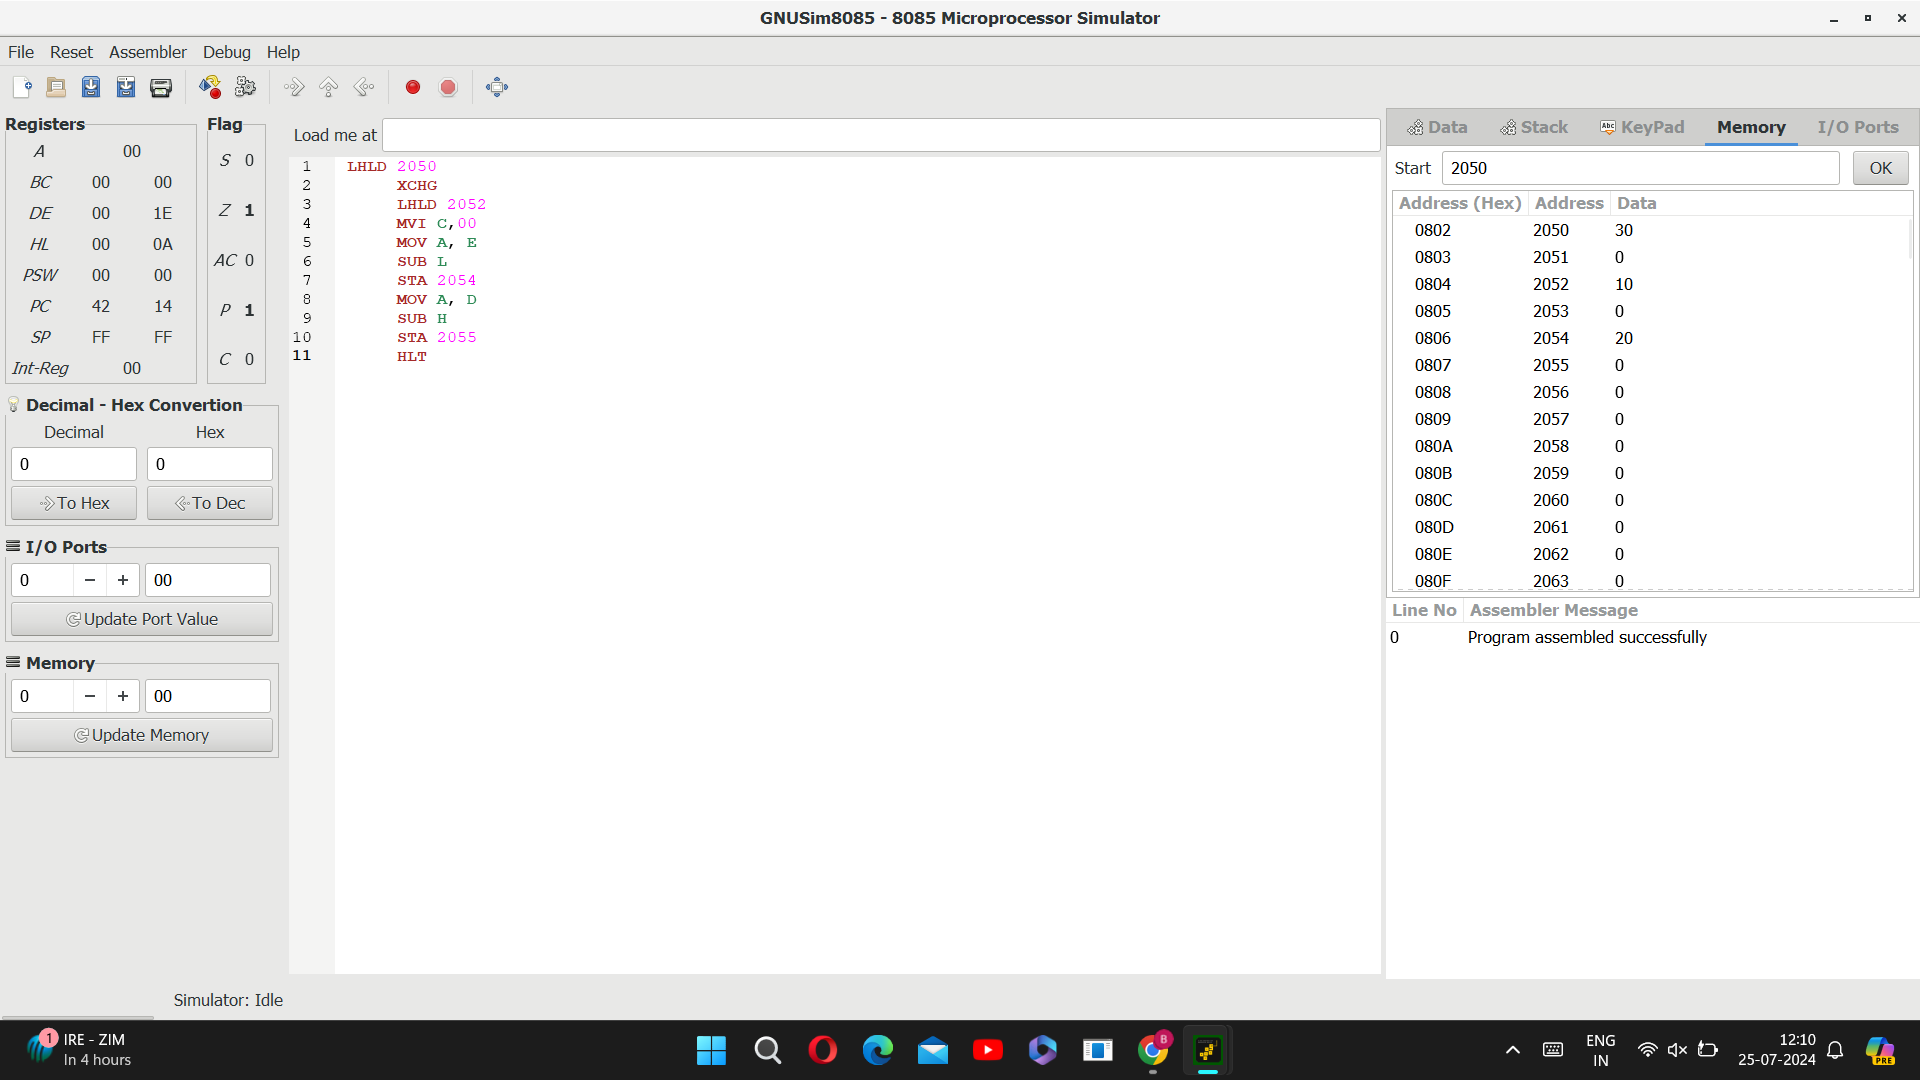 GNUSim8085 - 8085 Microprocessor Simulator
File Reset Assembler Debug Help
Registers
A 00
BC 00 00
DE 00 1E
HL 00 0A
PSW 00 00
PC 42 14
SP FF FF
Int-Reg 00
Flag
S 0
Z 1
AC 0
P 1
C 0
Decimal - Hex Convertion
Decimal Hex
0 0
To Hex To Dec
I/O Ports
0 − + 00
Update Port Value
Memory
0 − + 00
Update Memory
Load me at
1 LHLD 2050
2 XCHG
3 LHLD 2052
4 MVI C,00
5 MOV A, E
6 SUB L
7 STA 2054
8 MOV A, D
9 SUB H
10 STA 2055
11 HLT
Data Stack Abc KeyPad Memory I/O Ports
Start 2050 OK
Address (Hex) Address Data
0802 2050 30
0803 2051 0
0804 2052 10
0805 2053 0
0806 2054 20
0807 2055 0
0808 2056 0
0809 2057 0
080A 2058 0
080B 2059 0
080C 2060 0
080D 2061 0
080E 2062 0
080F 2063 0
Line No Assembler Message
0 Program assembled successfully
Simulator: Idle
1 IRE - ZIM
In 4 hours
B
ENG
IN
12:10
25-07-2024
PRE